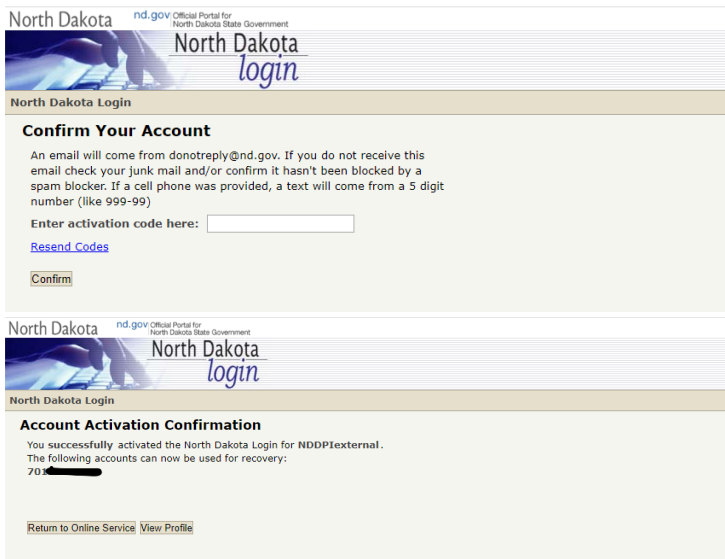 North Dakota nd.gov Official Portal for
North Dakota State Government
North Dakota
login
North Dakota Login
Confirm Your Account
An email will come from donotreply@nd.gov. If you do not receive this
email check your junk mail and/or confirm it hasn't been blocked by a
spam blocker. If a cell phone was provided, a text will come from a 5 digit
number (like 999-99)
Enter activation code here:
Resend Codes
Confirm
North Dakota nd.gov Official Portal for
North Dakota State Government
North Dakota
login
North Dakota Login
Account Activation Confirmation
You successfully activated the North Dakota Login for NDDPIexternal.
The following accounts can now be used for recovery:
701
Return to Online Service View Profile